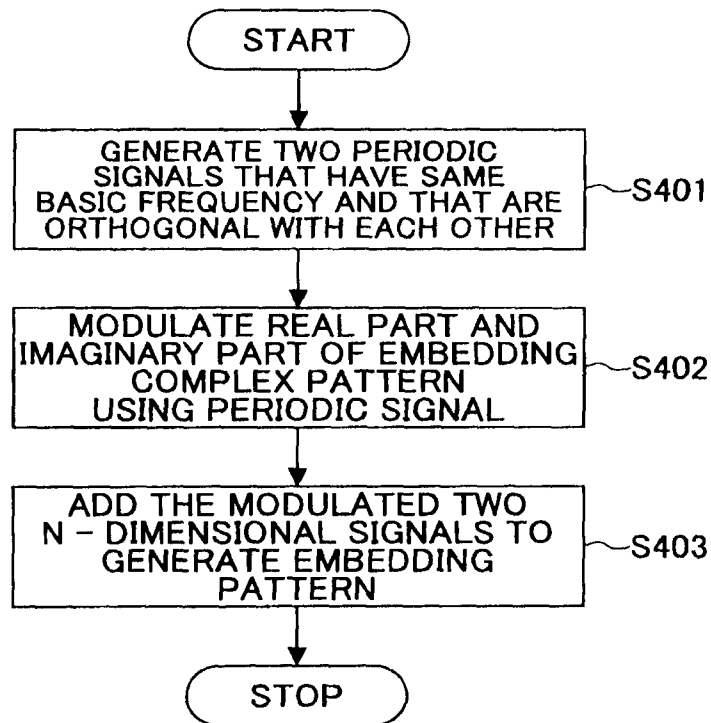 START
GENERATE TWO PERIODIC
SIGNALS THAT HAVE SAME
BASIC FREQUENCY AND THAT ARE
ORTHOGONAL WITH EACH OTHER
S401
MODULATE REAL PART AND
IMAGINARY PART OF EMBEDDING
COMPLEX PATTERN
USING PERIODIC SIGNAL
S402
ADD THE MODULATED TWO
N – DIMENSIONAL SIGNALS TO
GENERATE EMBEDDING
PATTERN
S403
STOP